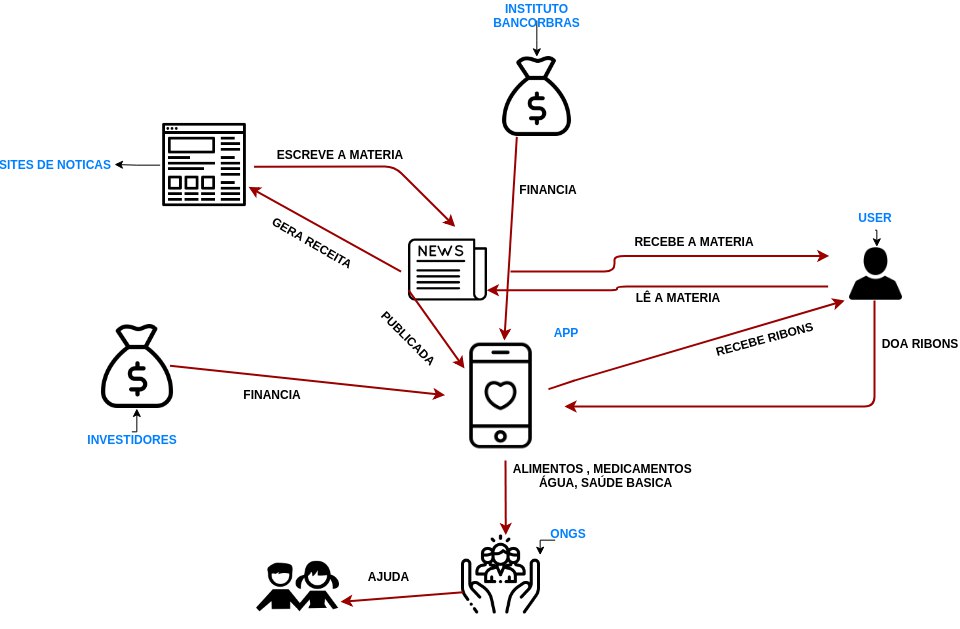 INSTITUTO
BANCORBRAS
SITES DE NOTICAS
ESCREVE A MATERIA
FINANCIA
USER
GERA RECEITA
NEWS
RECEBE A MATERIA
LÊ A MATERIA
PUBLICADA
APP
RECEBE RIBONS
DOA RIBONS
FINANCIA
INVESTIDORES
ALIMENTOS , MEDICAMENTOS
ÁGUA, SAÚDE BASICA
ONGS
AJUDA